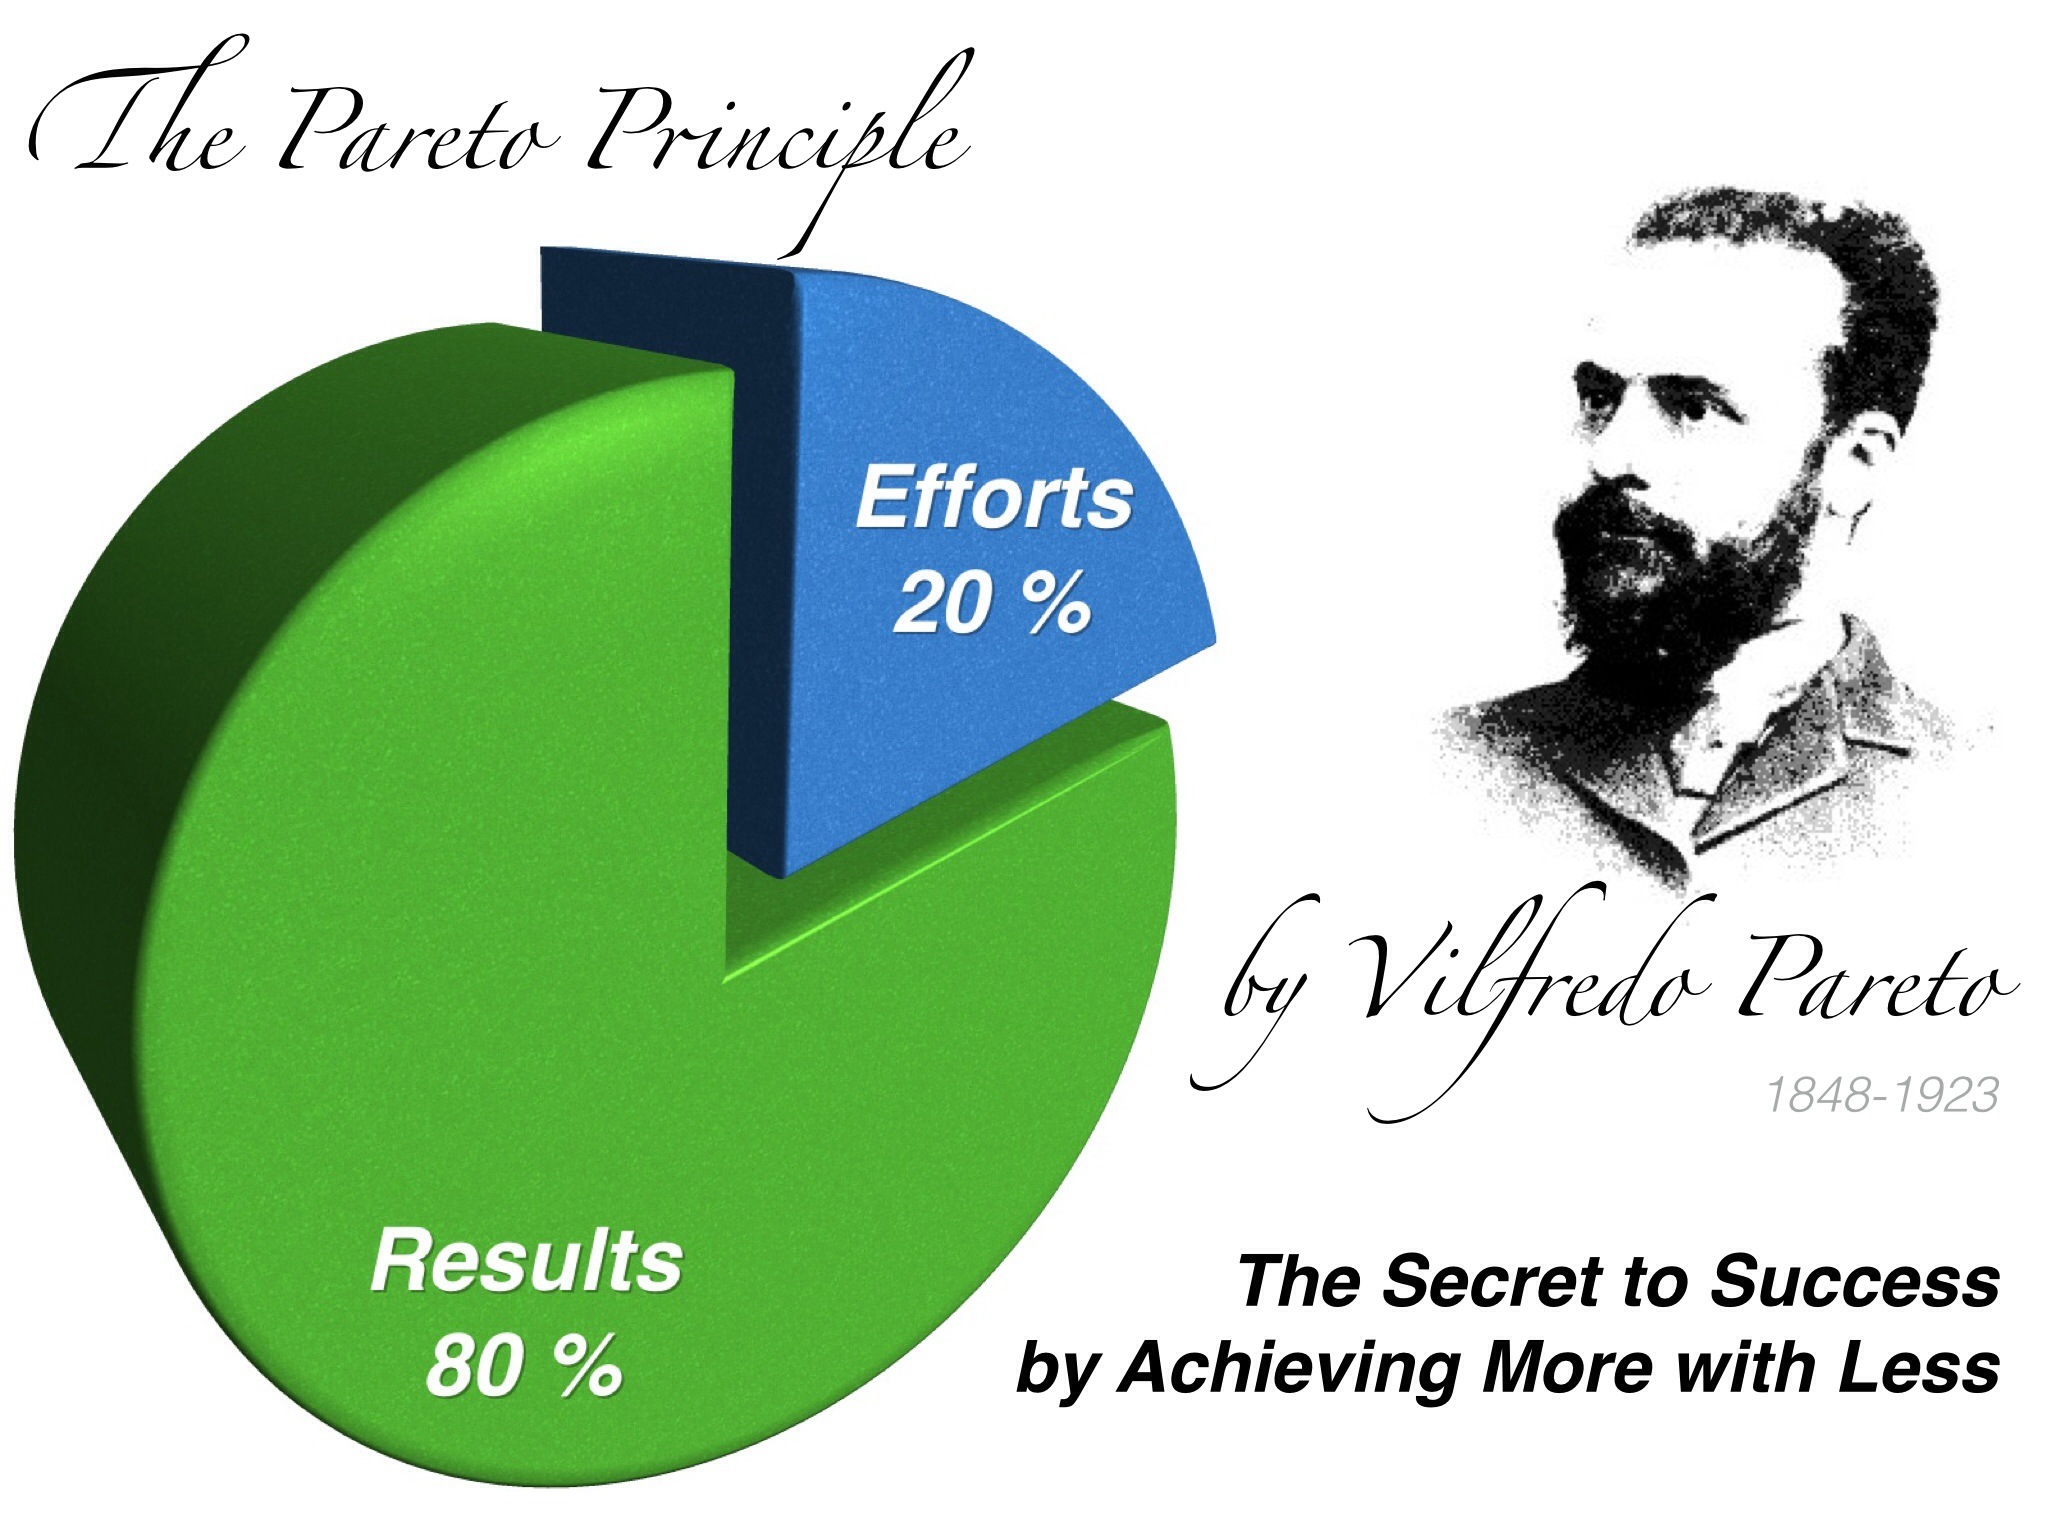 The Pareto Principle
Efforts
20 %
Results
80 %
by Vilfredo Pareto
1848-1923
The Secret to Success
by Achieving More with Less